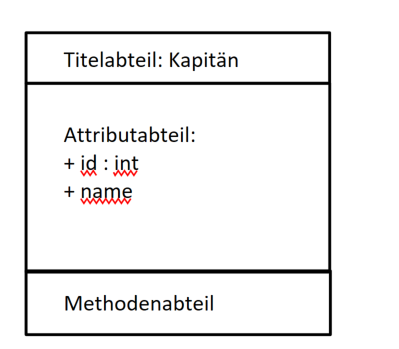 Titelabteil: Kapitän
Attributabteil:
+ id : int
+ name
Methodenabteil